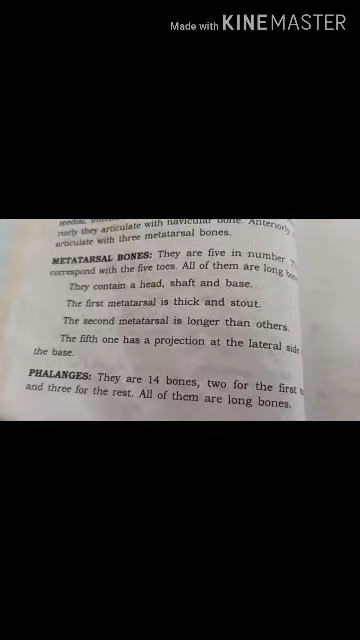 Made with KINEMASTER
medial,
riorly they articulate with navicular bone. Anteriorly
articulate with three metatarsal bones.
METATARSAL BONES: They are five in number
correspond with the five toes. All of them are long
They contain a head, shaft and base.
The first metatarsal is thick and stout.
The second metatarsal is longer than others.
The fifth one has a projection at the lateral side
the base.
PHALANGES: They are 14 bones, two for the first
and three for the rest. All of them are long bones.